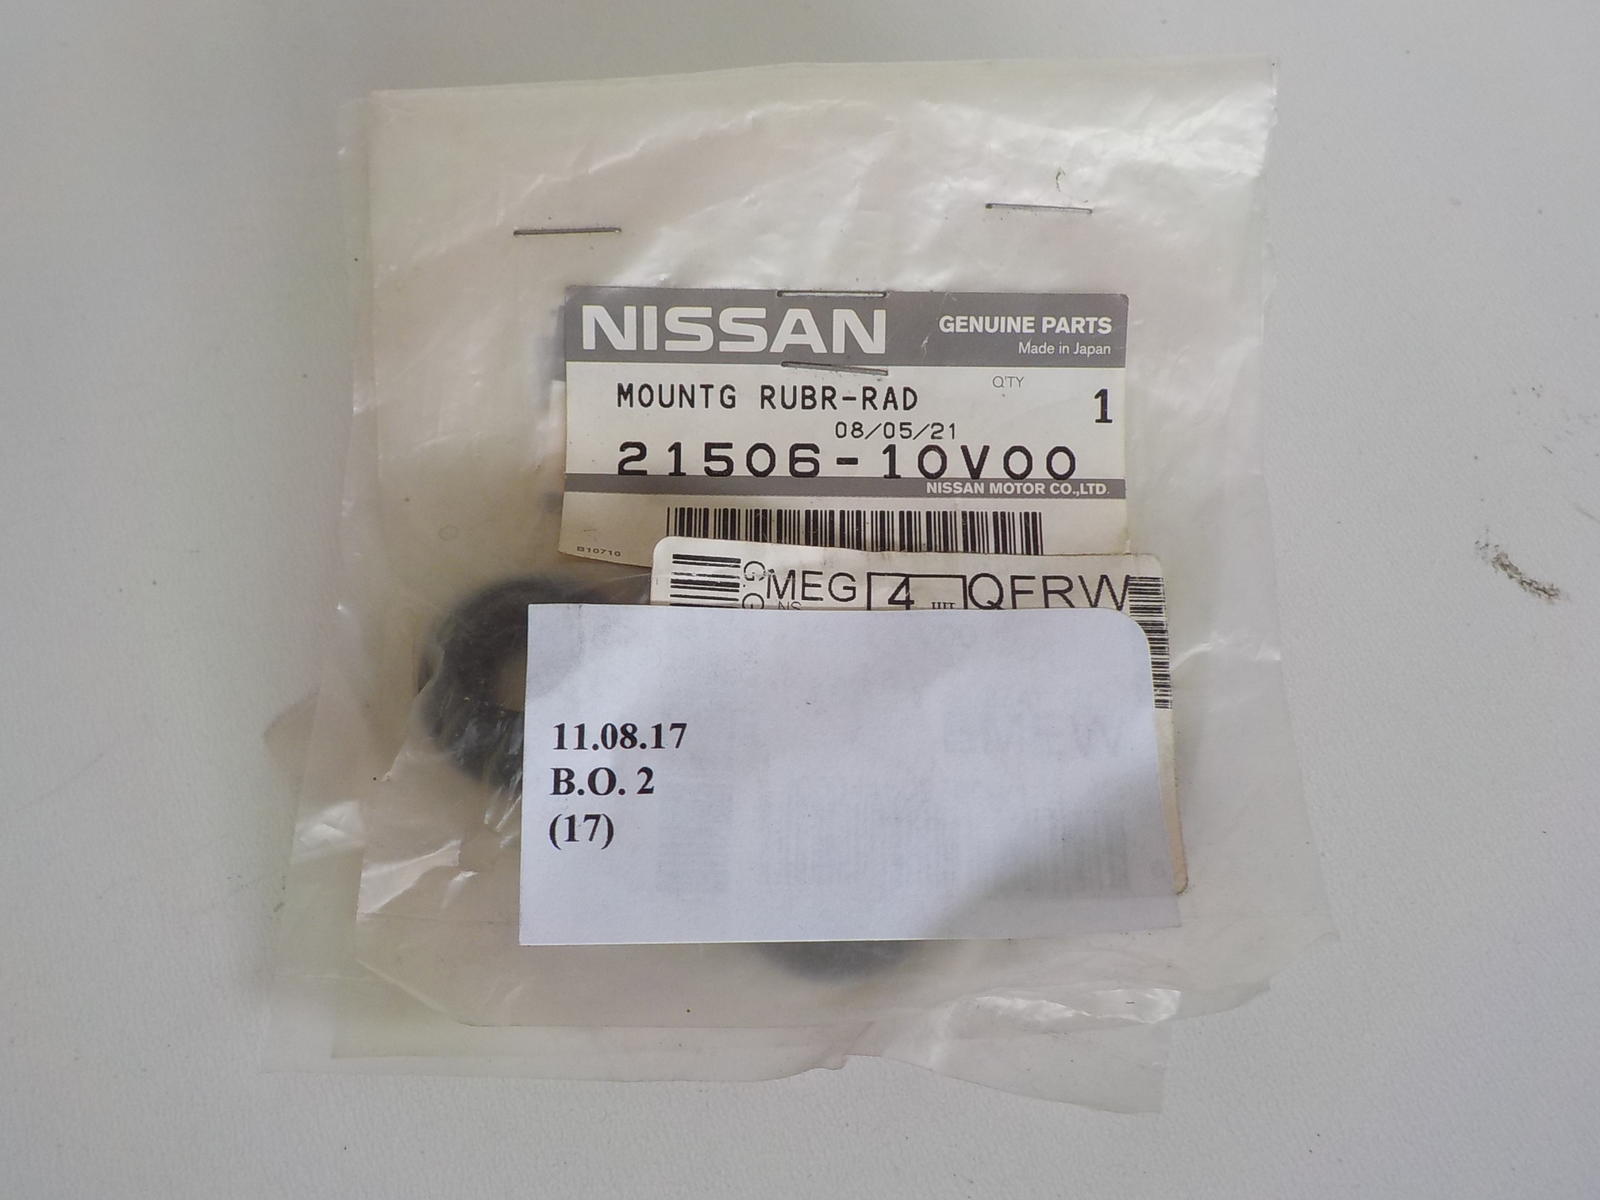 NISSAN
GENUINE PARTS
Made in Japan
MOUNTG RUBR-RAD
Q'TY
1
08/05/21
21506-10V00
NISSAN MOTOR CO.,LTD.
B10710
MEG 4 QFRW
11.08.17
B.O. 2
(17)